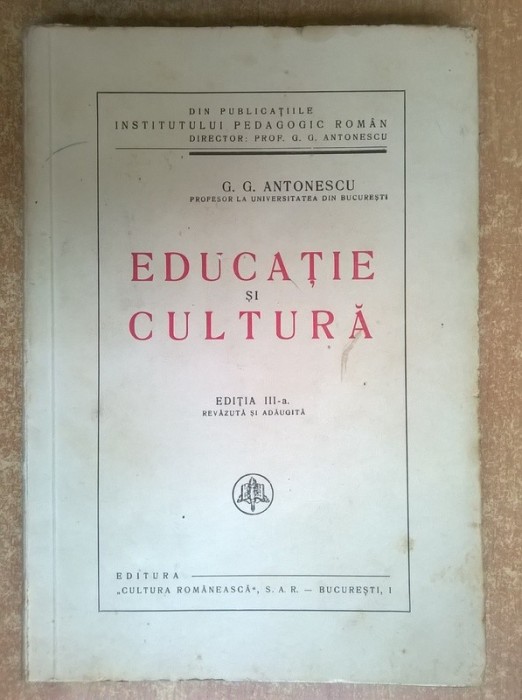 DIN PUBLICAȚIILE
INSTITUTULUI PEDAGOGIC ROMÂN
DIRECTOR: PROF. G. G. ANTONESCU
G. G. ANTONESCU
PROFESOR LA UNIVERSITATEA DIN BUCUREȘTI
EDUCAȚIE
ȘI
CULTURĂ
EDIȚIA III-a.
REVĂZUTĂ ȘI ADĂUGITĂ
EDITURA
„CULTURA ROMÂNEASCĂ“, S. A. R. — BUCUREȘTI, I